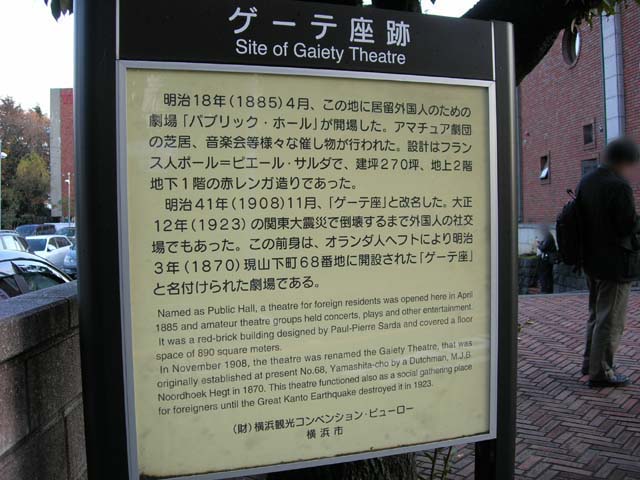 ゲーテ座跡
Site of Gaiety Theatre
明治18年(1885)4月、この地に居留外国人のための
劇場「パブリック・ホール」が開場した。アマチュア劇団
の芝居、音楽会等様々な催し物が行われた。設計はフラン
ス人ポール＝ピエール・サルダで、建坪270坪、地上2階
地下1階の赤レンガ造りであった。
明治41年(1908)11月、「ゲーテ座」と改名した。大正
12年(1923)の関東大震災で倒壊するまで外国人の社交
場でもあった。この前身は、オランダ人ヘフトにより明治
3年(1870)現山下町68番地に開設された「ゲーテ座」
と名付けられた劇場である。
Named as Public Hall, a theatre for foreign residents was opened here in April
1885 and amateur theatre groups held concerts, plays and other entertainment.
It was a red-brick building designed by Paul-Pierre Sarda and covered a floor
space of 890 square meters.
In November 1908, the theatre was renamed the Gaiety Theatre, that was
originally established at present No.68, Yamashita-cho by a Dutchman, M.J.B.
Noordhoek Hegt in 1870. This theatre functioned also as a social gathering place
for foreigners until the Great Kanto Earthquake destroyed it in 1923.
(財)横浜観光コンベンション・ビューロー
横浜市